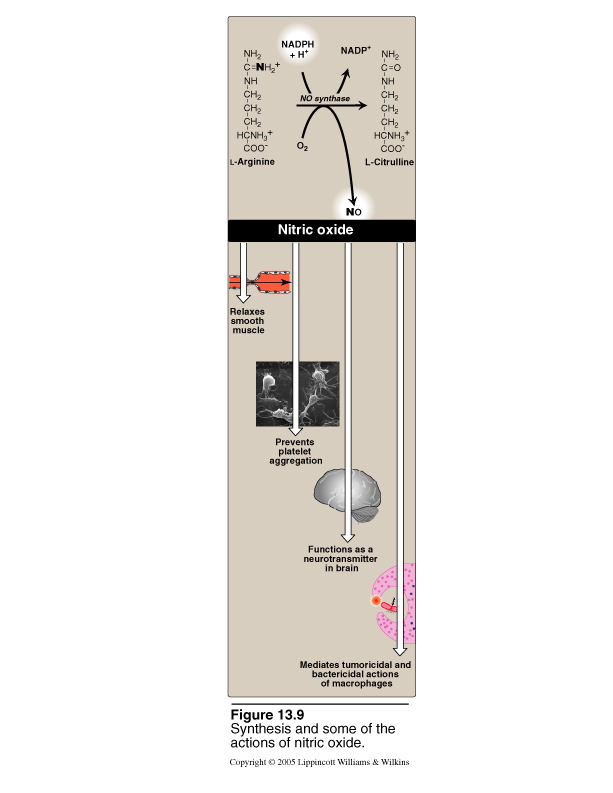 NADPH
+ H+
NADP+
NH2
C=NH2+
NH
CH2
CH2
CH2
HCNH3+
COO-
L-Arginine
NO synthase
O2
NH2
C=O
NH
CH2
CH2
CH2
HCNH3+
COO-
L-Citrulline
NO
Nitric oxide
Relaxes
smooth
muscle
Prevents
platelet
aggregation
Functions as a
neurotransmitter
in brain
Mediates tumoricidal and
bactericidal actions
of macrophages
Figure 13.9
Synthesis and some of the
actions of nitric oxide.
Copyright © 2005 Lippincott Williams & Wilkins